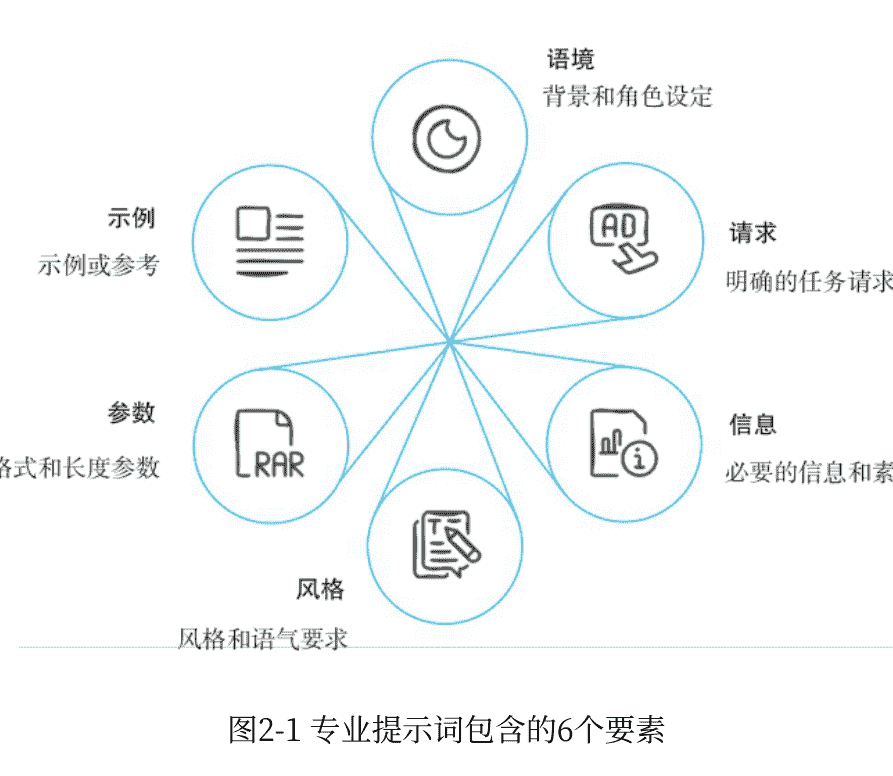 语境
背景和角色设定
请求
明确的任务请求
信息
必要的信息和素
风格
风格和语气要求
参数
格式和长度参数
示例
示例或参考
AD
RAR
T
i
图2-1 专业提示词包含的6个要素